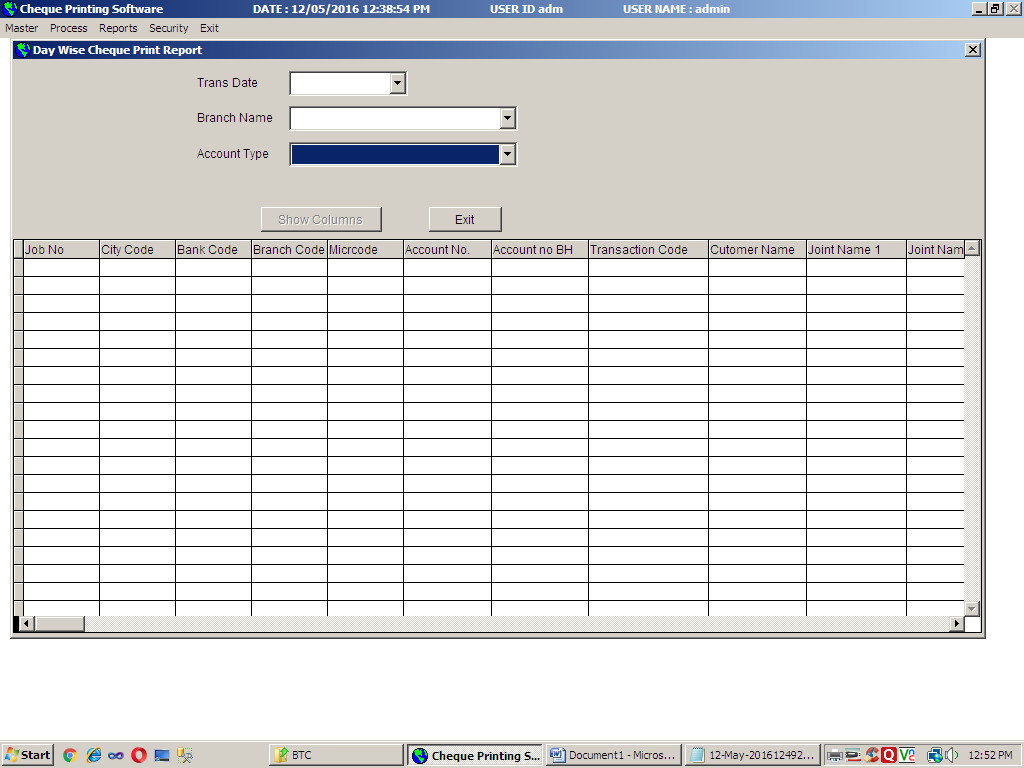 Cheque Printing Software DATE : 12/05/2016 12:38:54 PM USER ID adm USER NAME : admin
Master Process Reports Security Exit
Day Wise Cheque Print Report
Trans Date
Branch Name
Account Type
Show Columns Exit
Job No City Code Bank Code Branch Code Micrcode Account No. Account no BH Transaction Code Cutomer Name Joint Name 1 Joint Nam
Start BTC Cheque Printing S... Document1 - Micros... 12-May-201612492... 12:52 PM